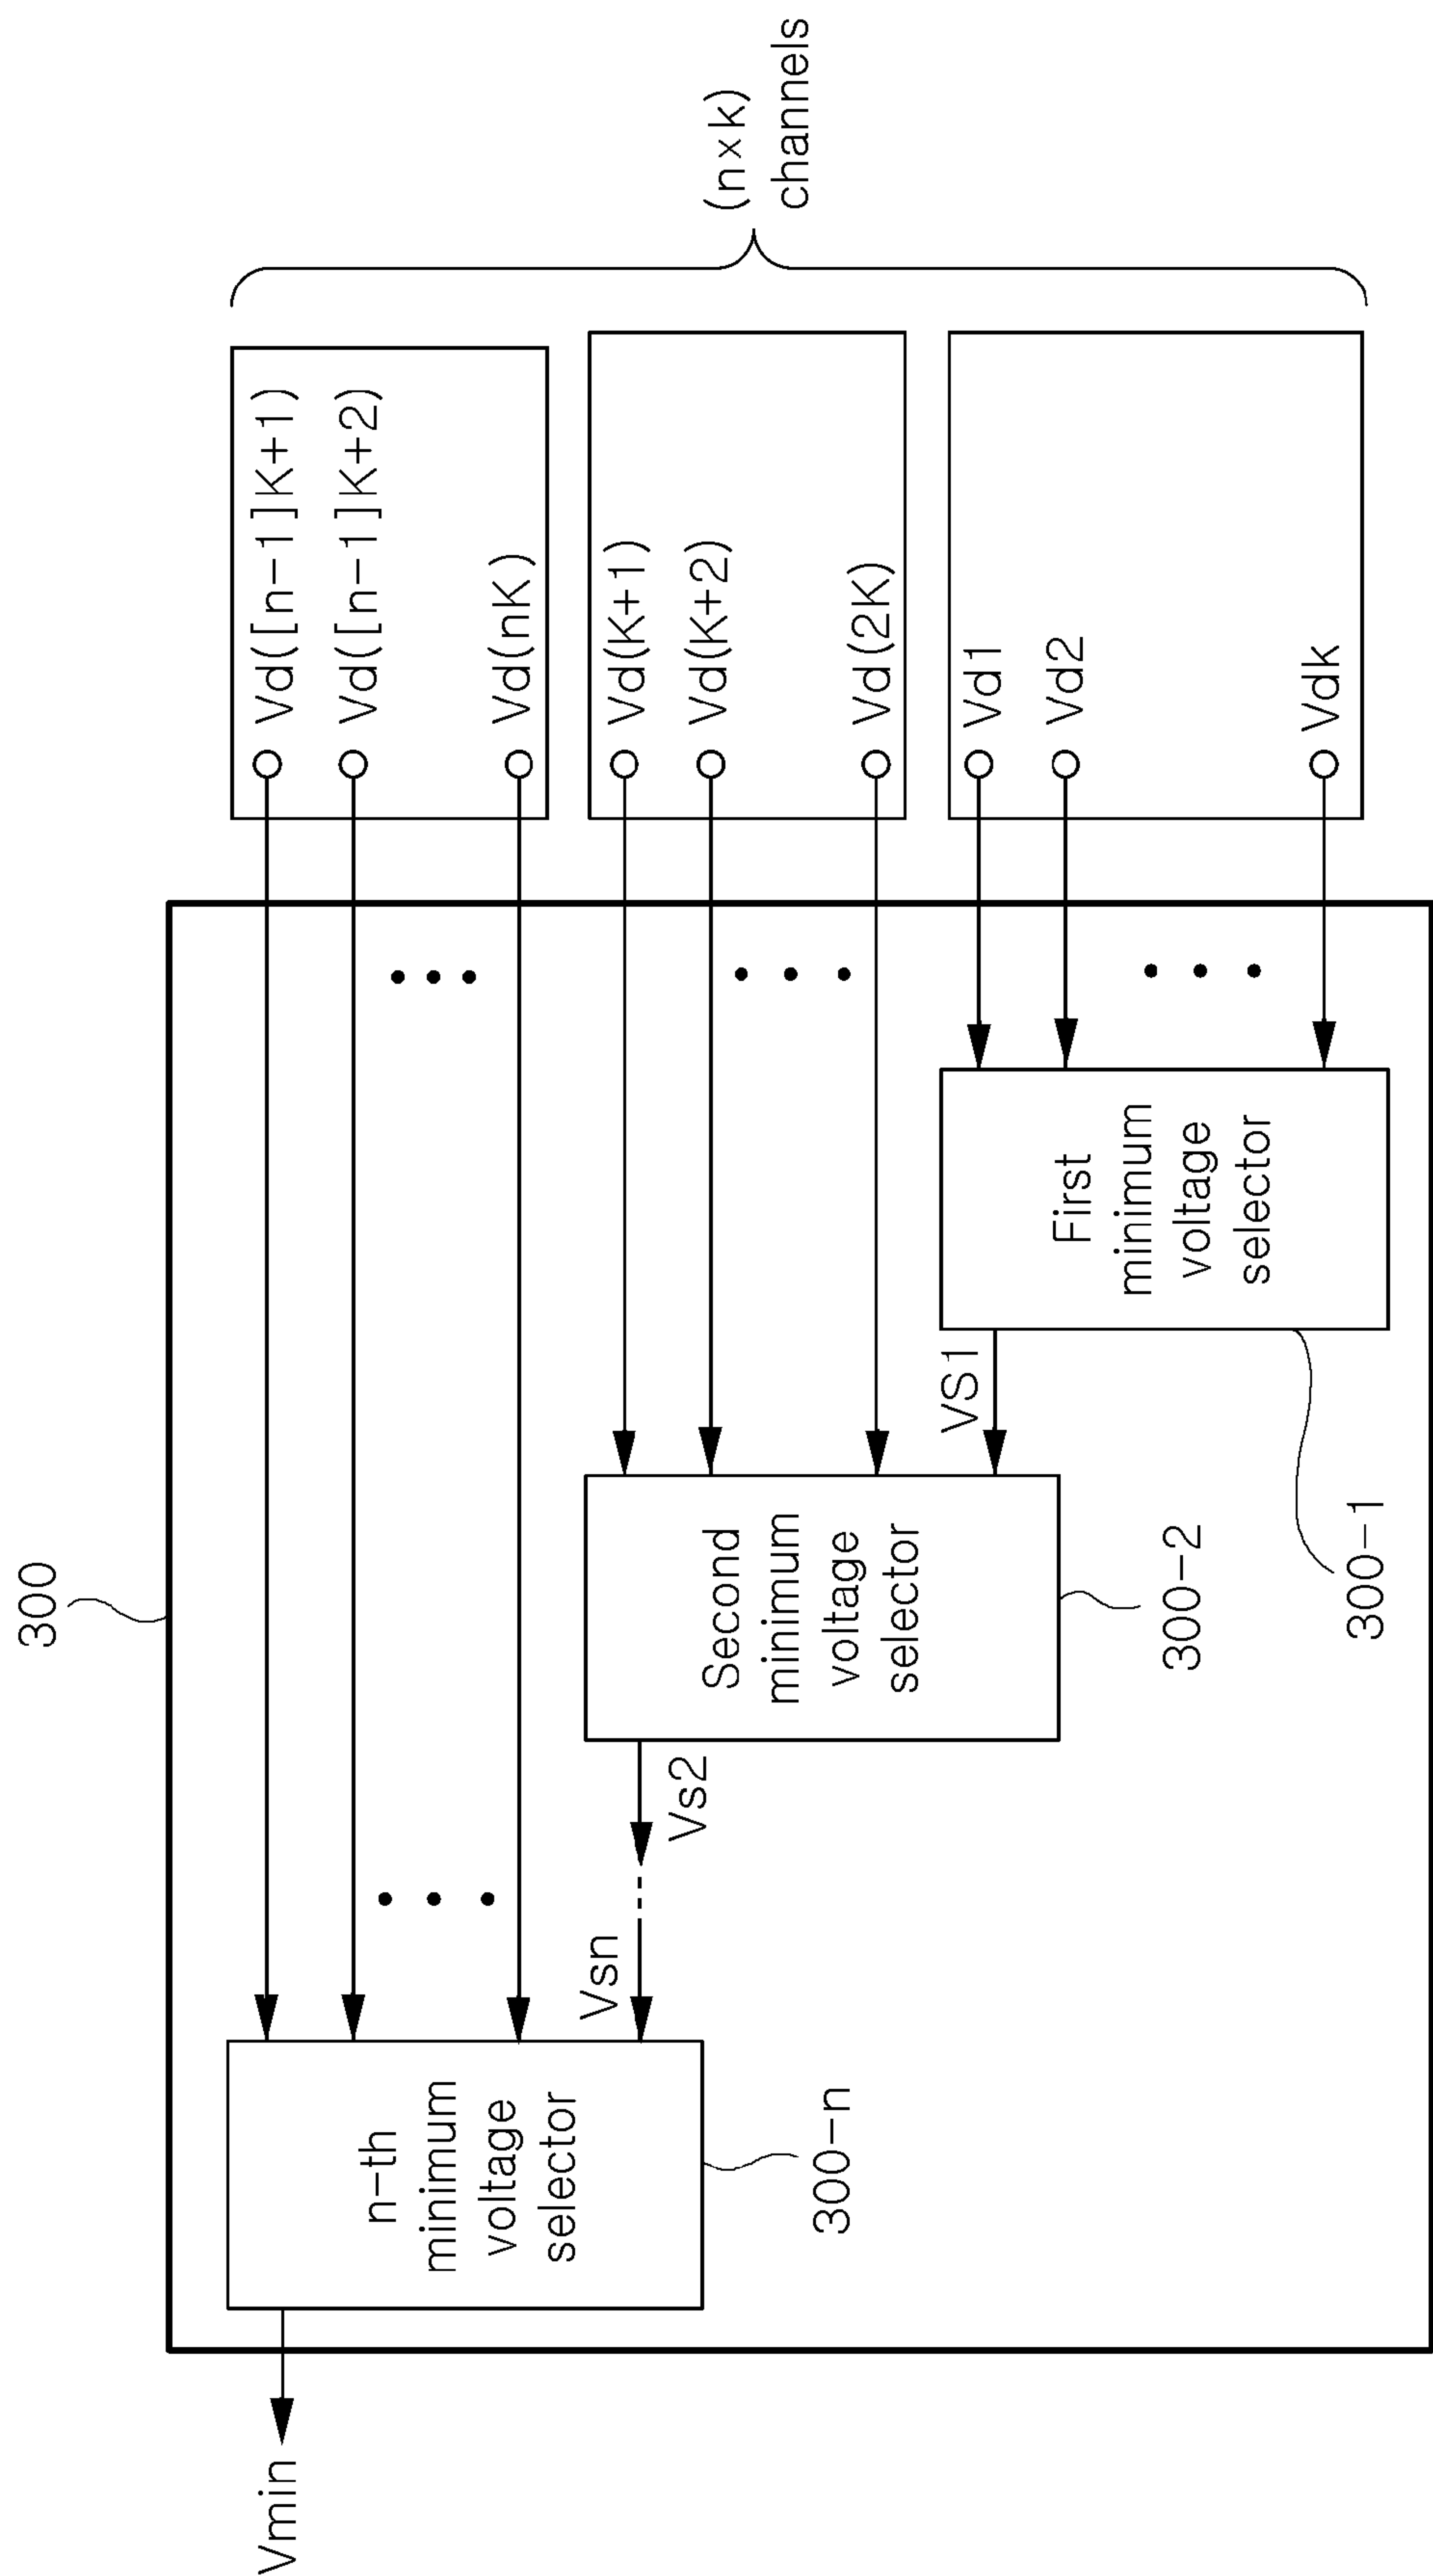 300
Vmin
n-th
minimum
voltage
selector
300-n
Vsn
Vs2
Second
minimum
voltage
selector
300-2
VS1
First
minimum
voltage
selector
300-1
Vd([n-1]K+1)
Vd([n-1]K+2)
Vd(nK)
Vd(K+1)
Vd(K+2)
Vd(2K)
Vd1
Vd2
Vdk
(n×k)
channels